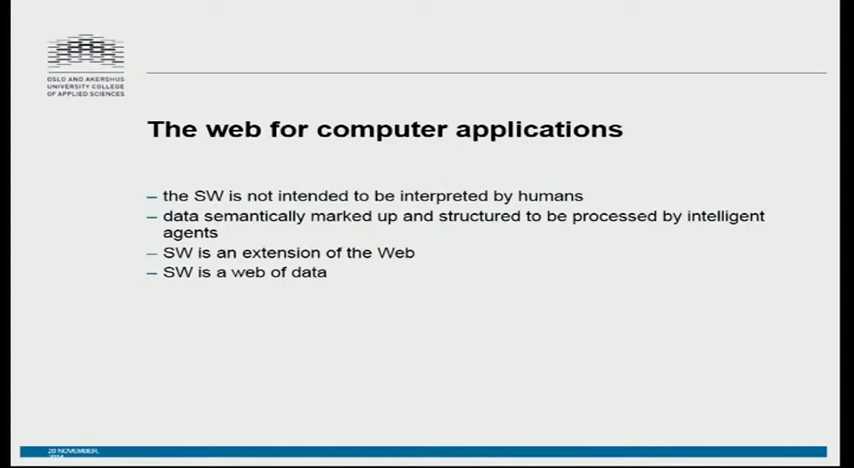 OSLO AND AKERSHUS
UNIVERSITY COLLEGE
OF APPLIED SCIENCES
The web for computer applications
– the SW is not intended to be interpreted by humans
– data semantically marked up and structured to be processed by intelligent
agents
– SW is an extension of the Web
– SW is a web of data
20 NOVEMBER,